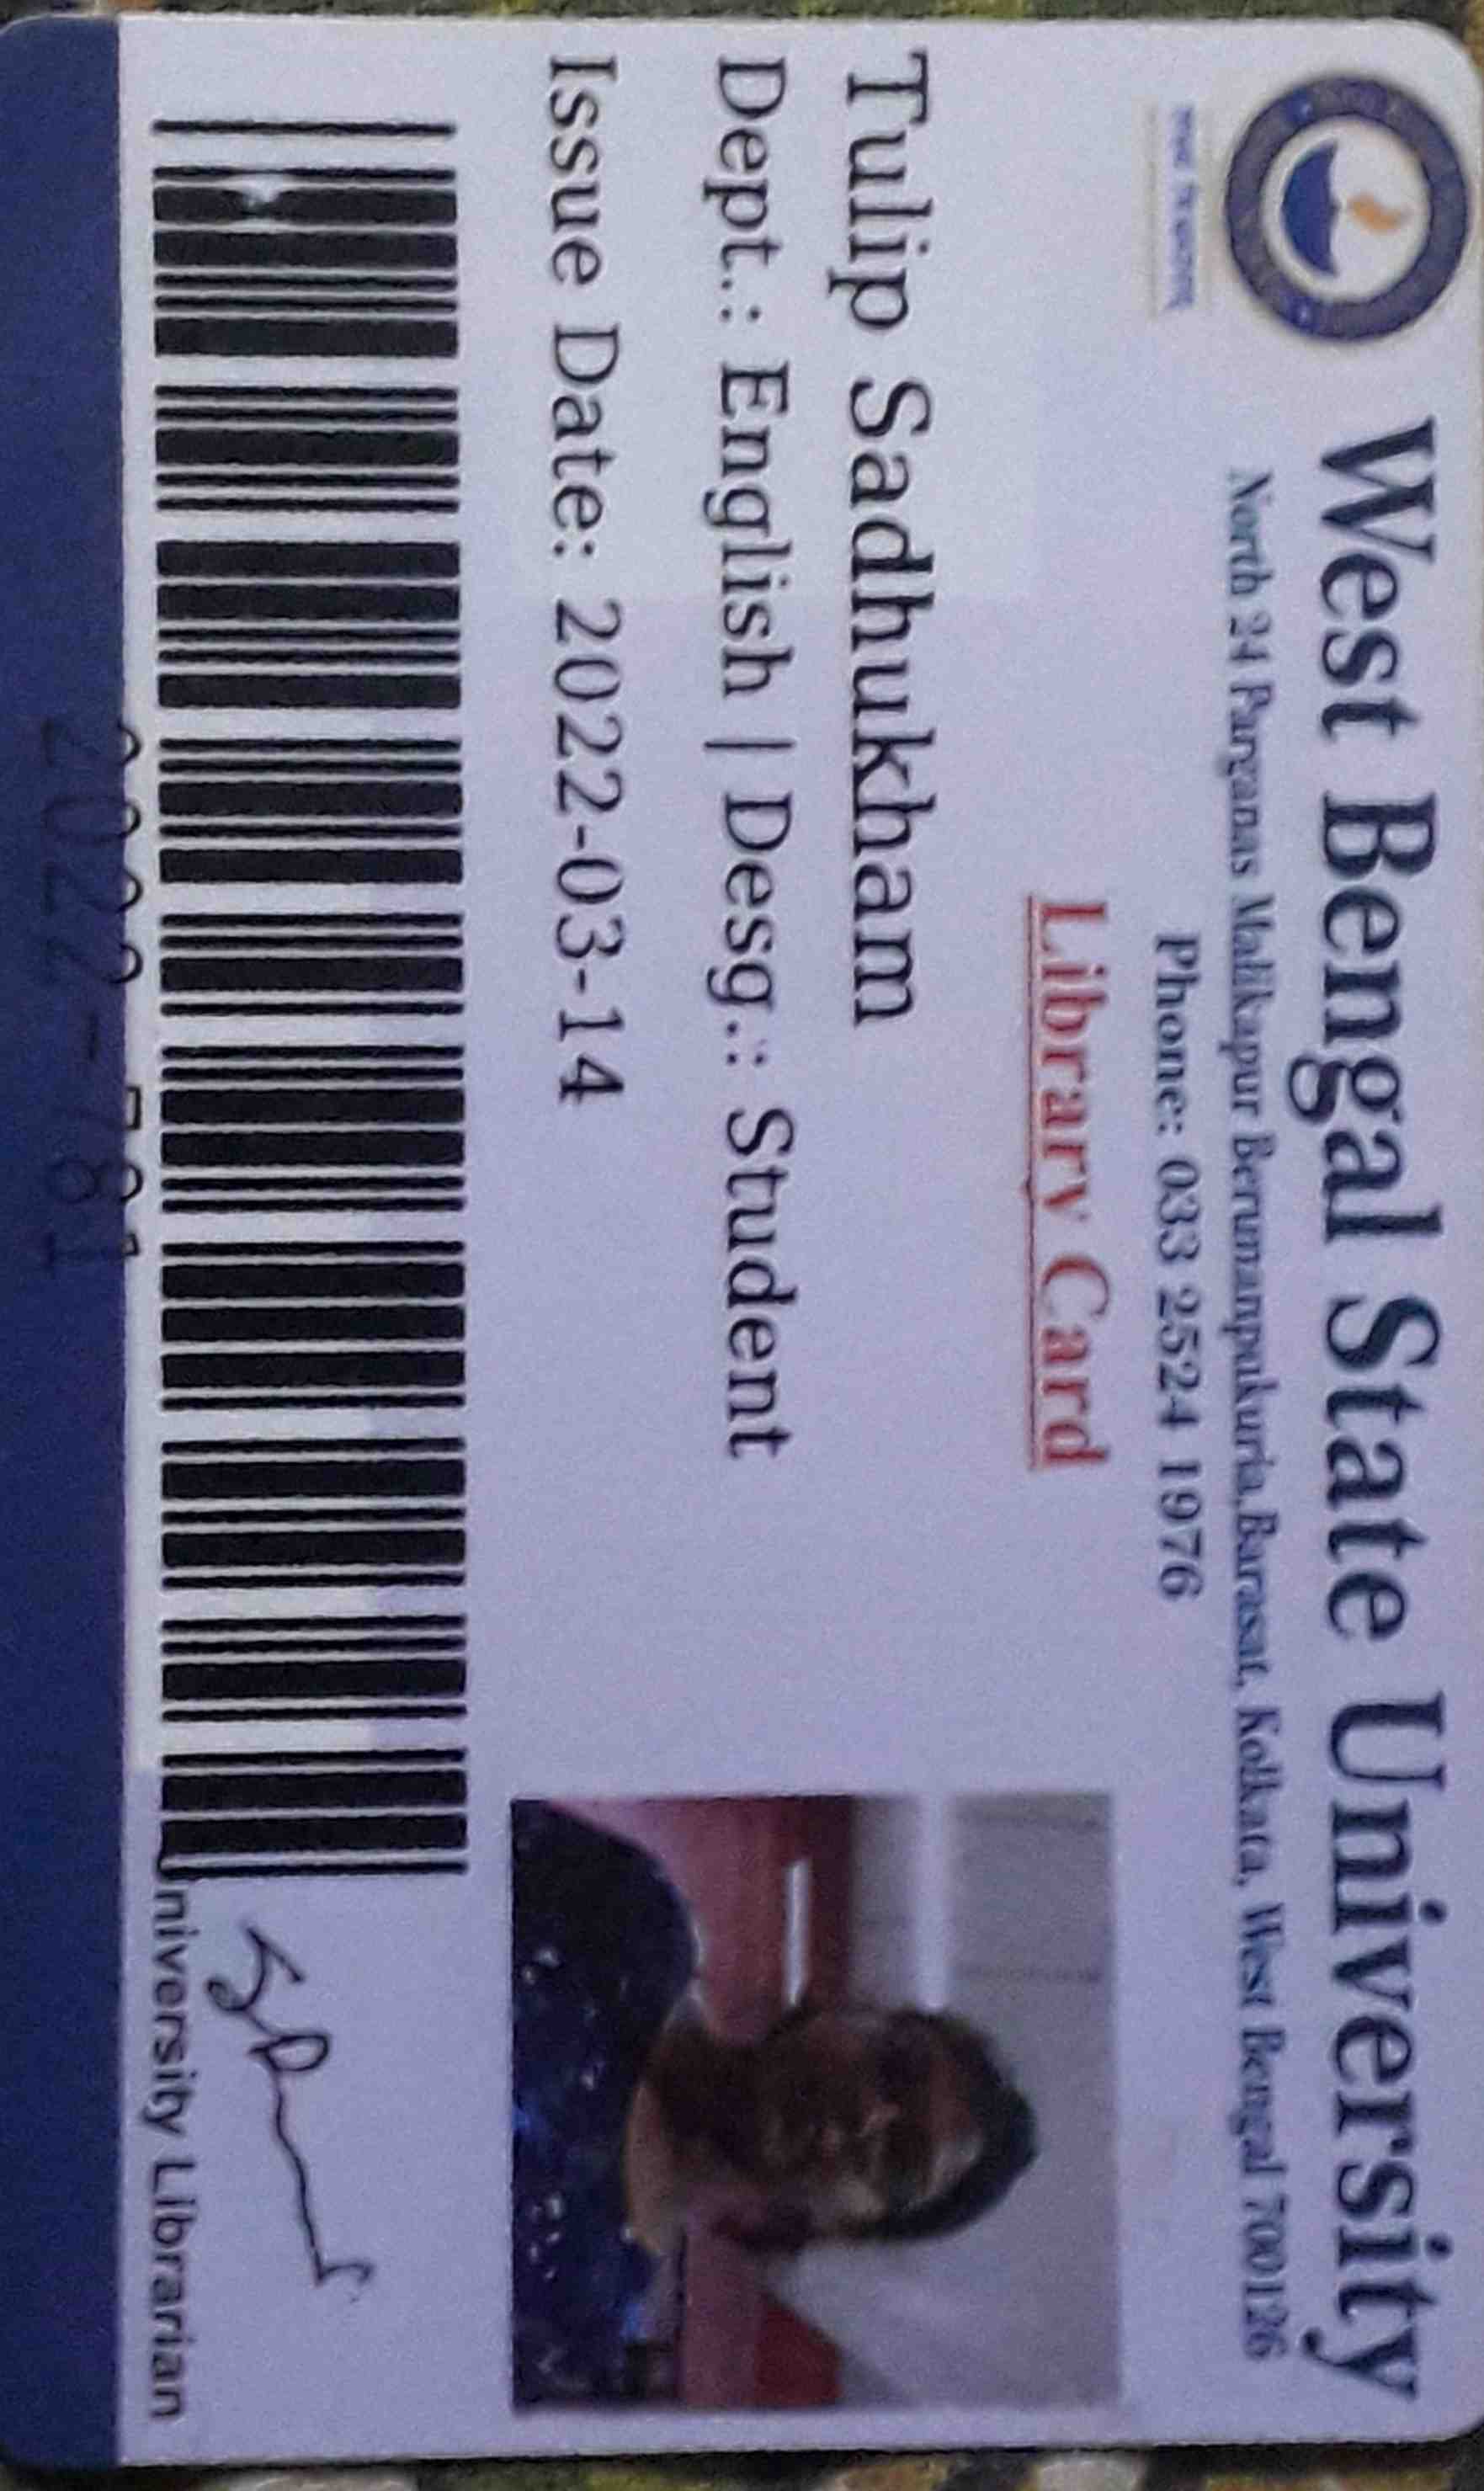 West Bengal State University
North 24 Parganas Malikapur Berunanpukuria,Barasat, Kolkata, West Bengal 700126
Phone: 033 2524 1976
Library Card
Tulip Sadhukham
Dept.: English | Desg.: Student
Issue Date: 2022-03-14
University Librarian